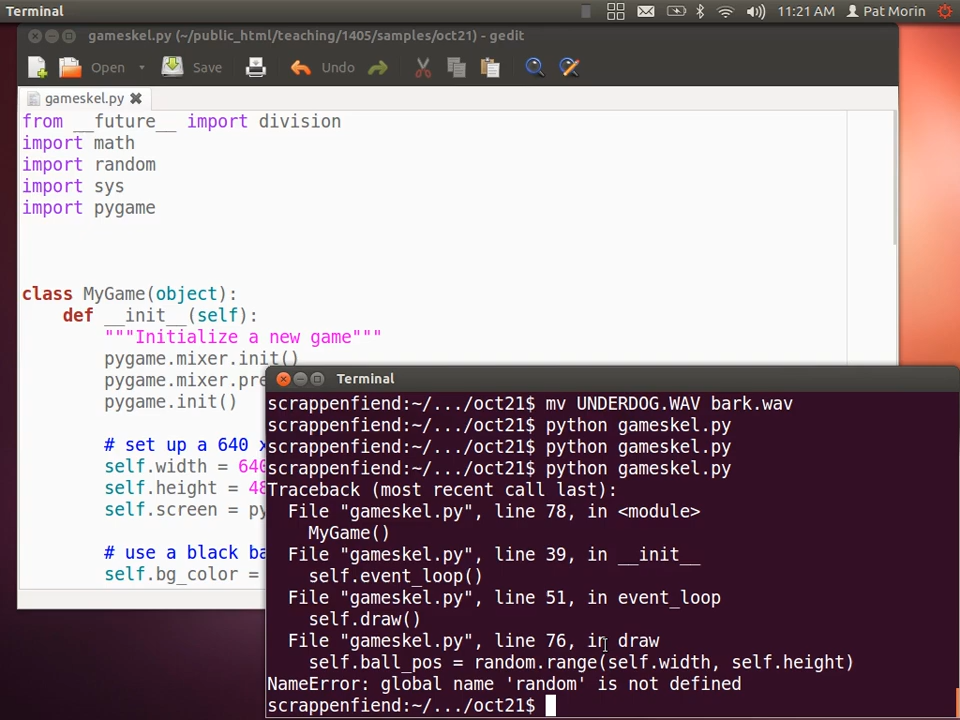 Terminal
11:21 AM
Pat Morin
gameskel.py (~/public_html/teaching/1405/samples/oct21) - gedit
Open
Save
Undo
gameskel.py
from __future__ import division
import math
import random
import sys
import pygame
class MyGame(object):
def __init__(self):
"""Initialize a new game"""
pygame.mixer.init()
pygame.mixer.pre
pygame.init()
# set up a 640 x
self.width = 640
self.height = 48
self.screen = py
# use a black ba
self.bg_color =
Terminal
scrappenfiend:~/.../oct21$ mv UNDERDOG.WAV bark.wav
scrappenfiend:~/.../oct21$ python gameskel.py
scrappenfiend:~/.../oct21$ python gameskel.py
scrappenfiend:~/.../oct21$ python gameskel.py
Traceback (most recent call last):
File "gameskel.py", line 78, in <module>
MyGame()
File "gameskel.py", line 39, in __init__
self.event_loop()
File "gameskel.py", line 51, in event_loop
self.draw()
File "gameskel.py", line 76, in draw
self.ball_pos = random.range(self.width, self.height)
NameError: global name 'random' is not defined
scrappenfiend:~/.../oct21$